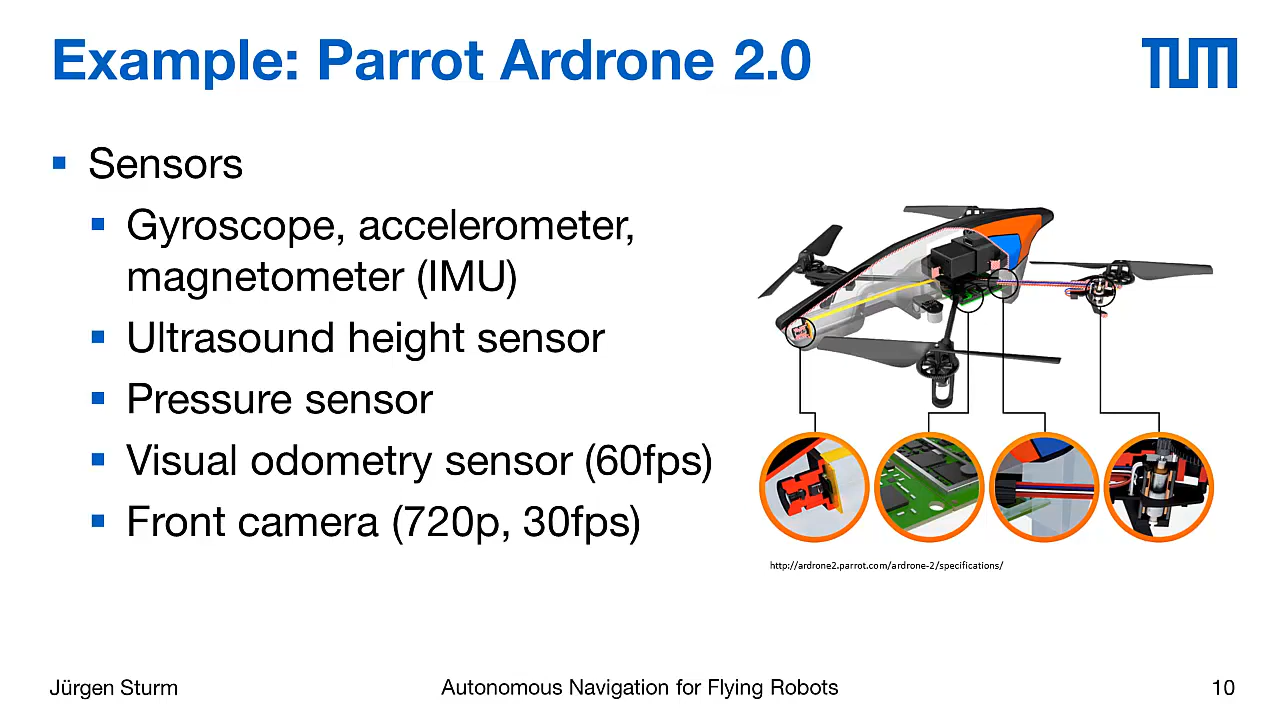 Example: Parrot Ardrone 2.0
TUM
Sensors
Gyroscope, accelerometer,
magnetometer (IMU)
Ultrasound height sensor
Pressure sensor
Visual odometry sensor (60fps)
Front camera (720p, 30fps)
http://ardrone2.parrot.com/ardrone-2/specifications/
Jürgen Sturm
Autonomous Navigation for Flying Robots
10